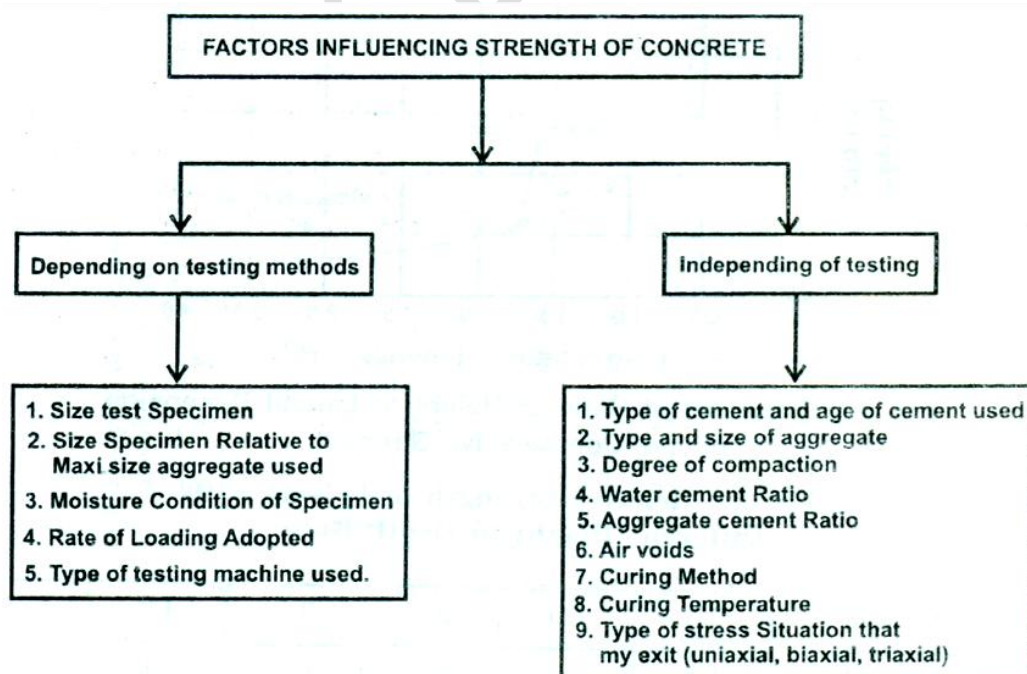 FACTORS INFLUENCING STRENGTH OF CONCRETE
Depending on testing methods
1. Size test Specimen
2. Size Specimen Relative to
Maxi size aggregate used
3. Moisture Condition of Specimen
4. Rate of Loading Adopted
5. Type of testing machine used.
Independing of testing
1. Type of cement and age of cement used
2. Type and size of aggregate
3. Degree of compaction
4. Water cement Ratio
5. Aggregate cement Ratio
6. Air voids
7. Curing Method
8. Curing Temperature
9. Type of stress Situation that
my exit (uniaxial, biaxial, triaxial)